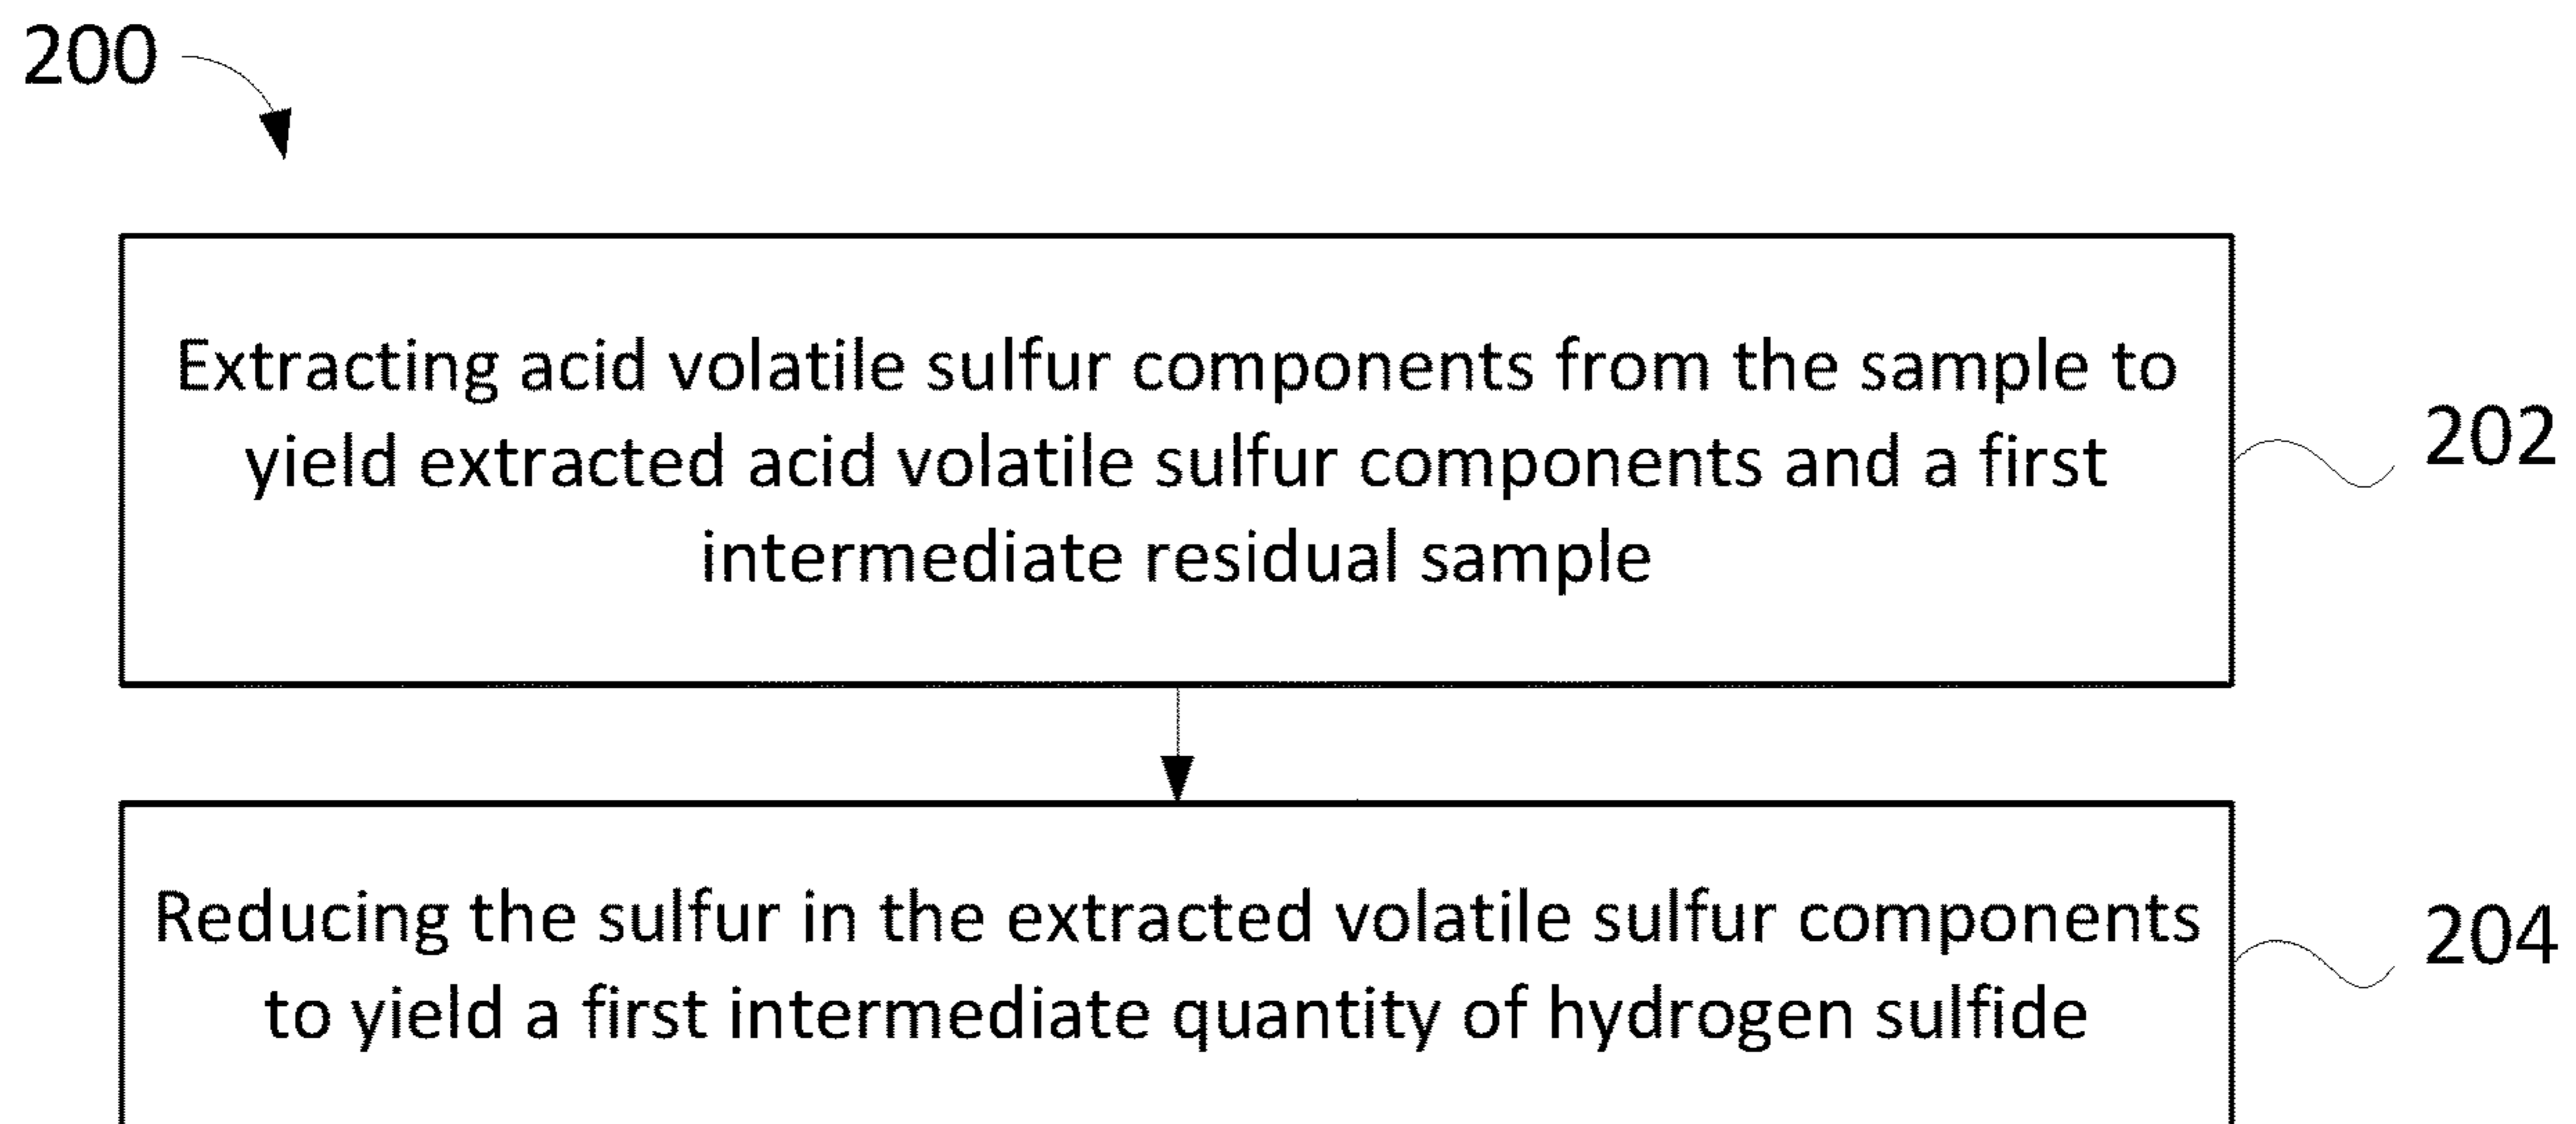 200
Extracting acid volatile sulfur components from the sample to
yield extracted acid volatile sulfur components and a first
intermediate residual sample
202
Reducing the sulfur in the extracted volatile sulfur components
to yield a first intermediate quantity of hydrogen sulfide
204